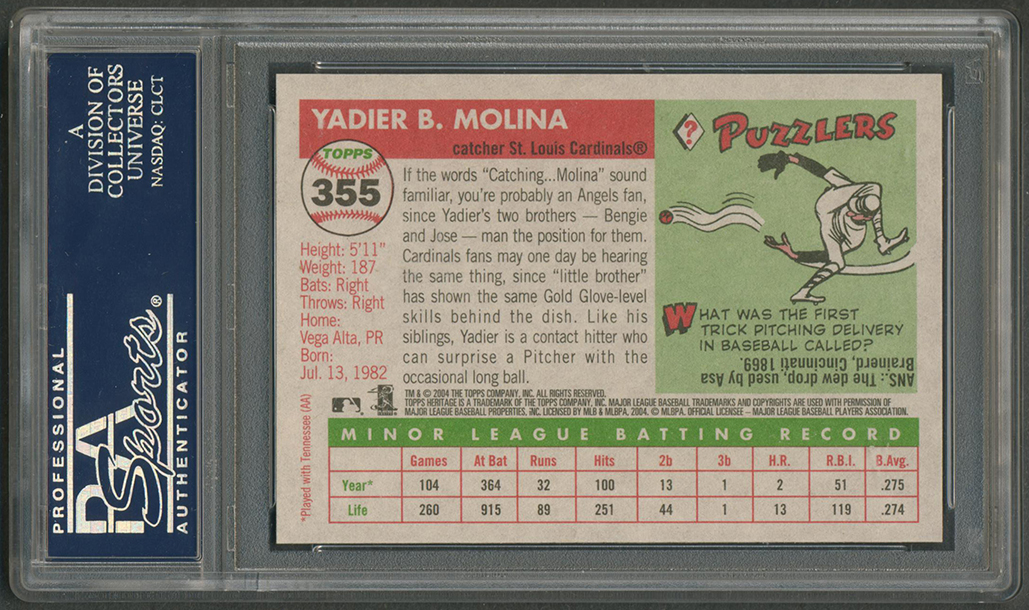 A
DIVISION OF
COLLECTORS
UNIVERSE
NASDAQ: CLCT
PROFESSIONAL
PSA
Sports®
AUTHENTICATOR
YADIER B. MOLINA
catcher St. Louis Cardinals®
TOPPS
355
Height: 5'11"
Weight: 187
Bats: Right
Throws: Right
Home:
Vega Alta, PR
Born:
Jul. 13, 1982
If the words "Catching...Molina" sound
familiar, you're probably an Angels fan,
since Yadier's two brothers — Bengie
and Jose — man the position for them.
Cardinals fans may one day be hearing
the same thing, since "little brother"
has shown the same Gold Glove-level
skills behind the dish. Like his
siblings, Yadier is a contact hitter who
can surprise a Pitcher with the
occasional long ball.
? PUZZLERS
WHAT WAS THE FIRST
TRICK PITCHING DELIVERY
IN BASEBALL CALLED?
ANS.: The dew drop, used by Asa
Brainerd, Cincinnati 1869.
TM & © 2004 THE TOPPS COMPANY, INC. ALL RIGHTS RESERVED.
TOPPS HERITAGE IS A TRADEMARK OF THE TOPPS COMPANY, INC. MAJOR LEAGUE BASEBALL TRADEMARKS AND COPYRIGHTS ARE USED WITH PERMISSION OF
MAJOR LEAGUE BASEBALL PROPERTIES, INC. LICENSED BY MLB & MLBPA, 2004. © MLBPA. OFFICIAL LICENSEE – MAJOR LEAGUE BASEBALL PLAYERS ASSOCIATION.
*Played with Tennessee (AA)
MINOR LEAGUE BATTING RECORD
Games At Bat Runs Hits 2b 3b H.R. R.B.I. B.Avg.
Year* 104 364 32 100 13 1 2 51 .275
Life 260 915 89 251 44 1 13 119 .274